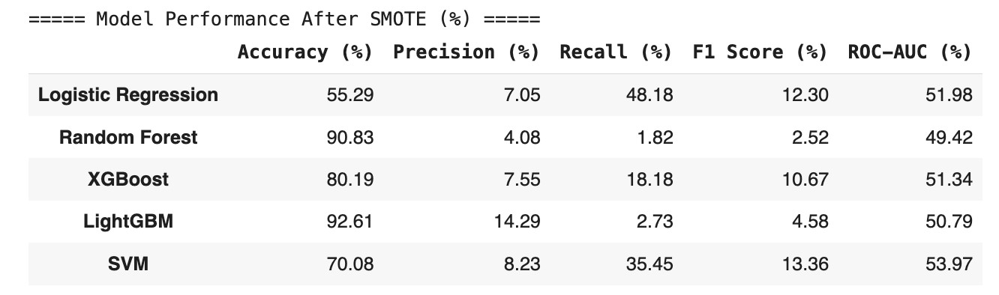 ===== Model Performance After SMOTE (%) =====
Accuracy (%) Precision (%) Recall (%) F1 Score (%) ROC-AUC (%)
Logistic Regression 55.29 7.05 48.18 12.30 51.98
Random Forest 90.83 4.08 1.82 2.52 49.42
XGBoost 80.19 7.55 18.18 10.67 51.34
LightGBM 92.61 14.29 2.73 4.58 50.79
SVM 70.08 8.23 35.45 13.36 53.97